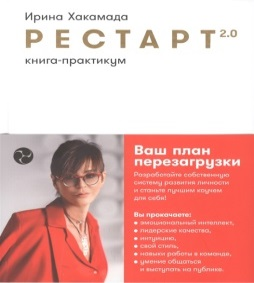 Ирина Хакамада
РЕСТАРТ 2.0
книга-практикум
Ваш план
перезагрузки
Разработайте собственную
систему развития личности
и станьте лучшим коучем
для себя!
Вы прокачаете:
• эмоциональный интеллект,
• лидерские качества,
• интуицию,
• свой стиль,
• навыки работы в команде,
• умение общаться
и выступать на публике.